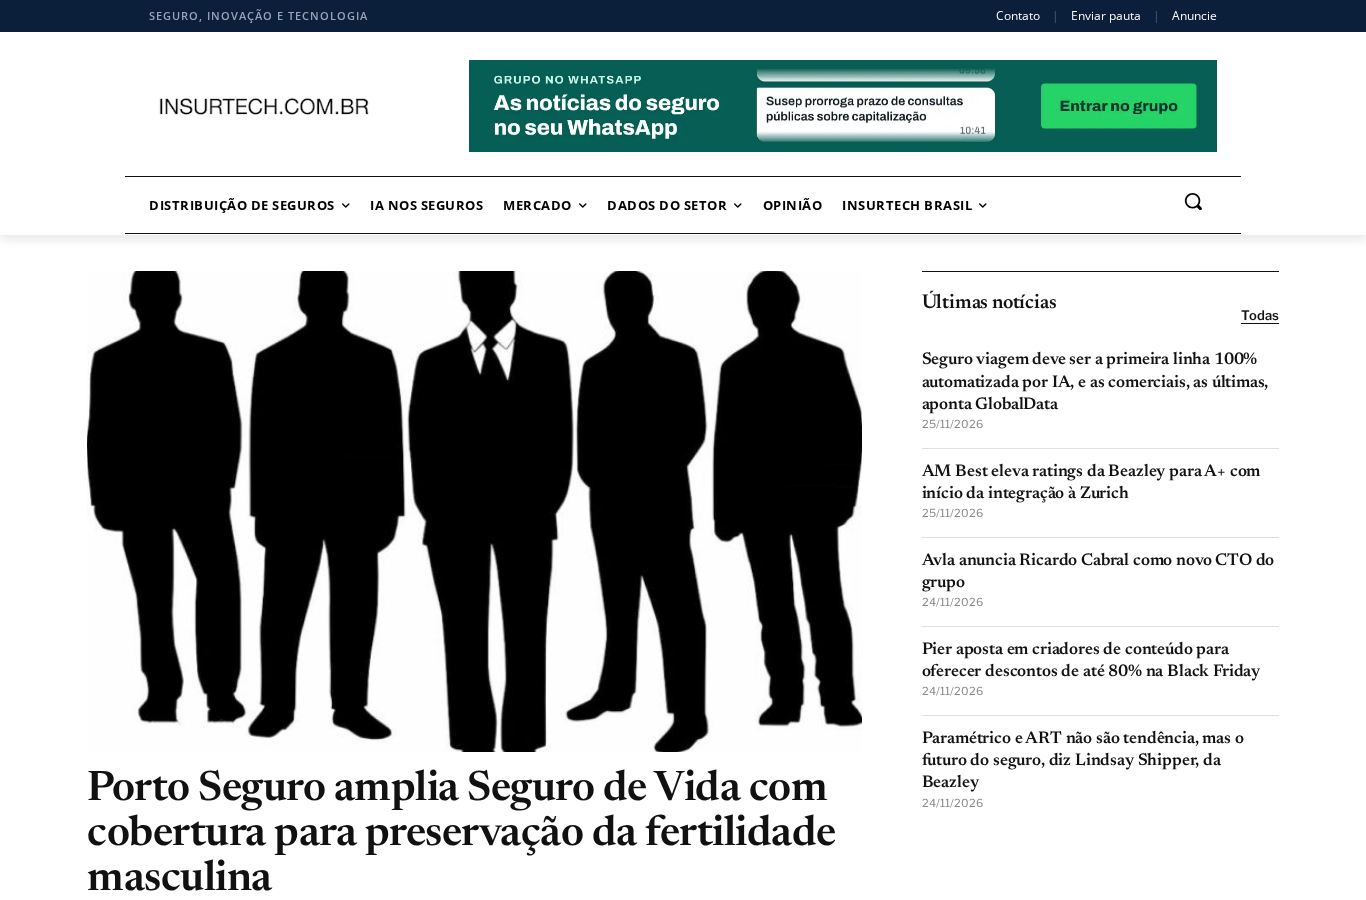 SEGURO, INOVAÇÃO E TECNOLOGIA
Contato | Enviar pauta | Anuncie
INSURTECH.COM.BR
GRUPO NO WHATSAPP
As notícias do seguro
no seu WhatsApp
Susep prorroga prazo de consultas
públicas sobre capitalização
10:41
Entrar no grupo
DISTRIBUIÇÃO DE SEGUROS IA NOS SEGUROS MERCADO DADOS DO SETOR OPINIÃO INSURTECH BRASIL
Porto Seguro amplia Seguro de Vida com
cobertura para preservação da fertilidade
masculina
Últimas notícias
Todas
Seguro viagem deve ser a primeira linha 100%
automatizada por IA, e as comerciais, as últimas,
aponta GlobalData
25/11/2026
AM Best eleva ratings da Beazley para A+ com
início da integração à Zurich
25/11/2026
Avla anuncia Ricardo Cabral como novo CTO do
grupo
24/11/2026
Pier aposta em criadores de conteúdo para
oferecer descontos de até 80% na Black Friday
24/11/2026
Paramétrico e ART não são tendência, mas o
futuro do seguro, diz Lindsay Shipper, da
Beazley
24/11/2026